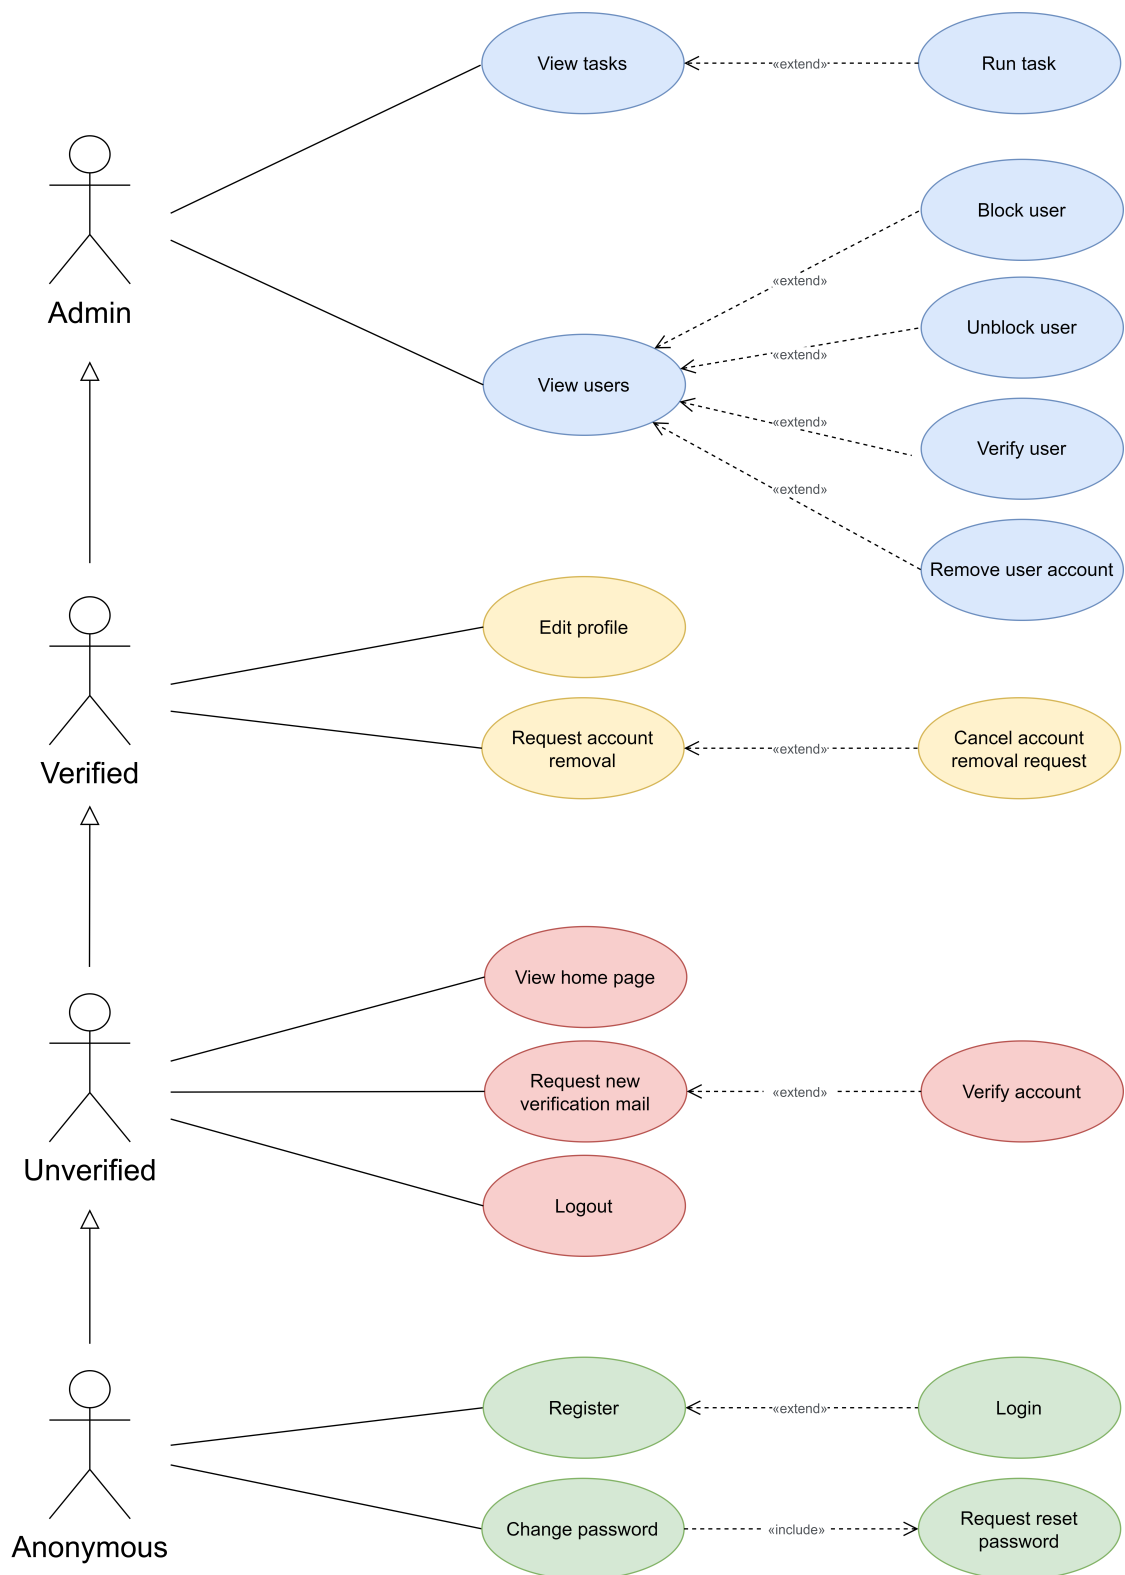 View tasks
«extend»
Run task
Admin
Block user
«extend»
Unblock user
«extend»
View users
«extend»
Verify user
«extend»
Remove user account
Verified
Edit profile
Request account
removal
«extend»
Cancel account
removal request
Unverified
View home page
Request new
verification mail
«extend»
Verify account
Logout
Anonymous
Register
«extend»
Login
Change password
«include»
Request reset
password